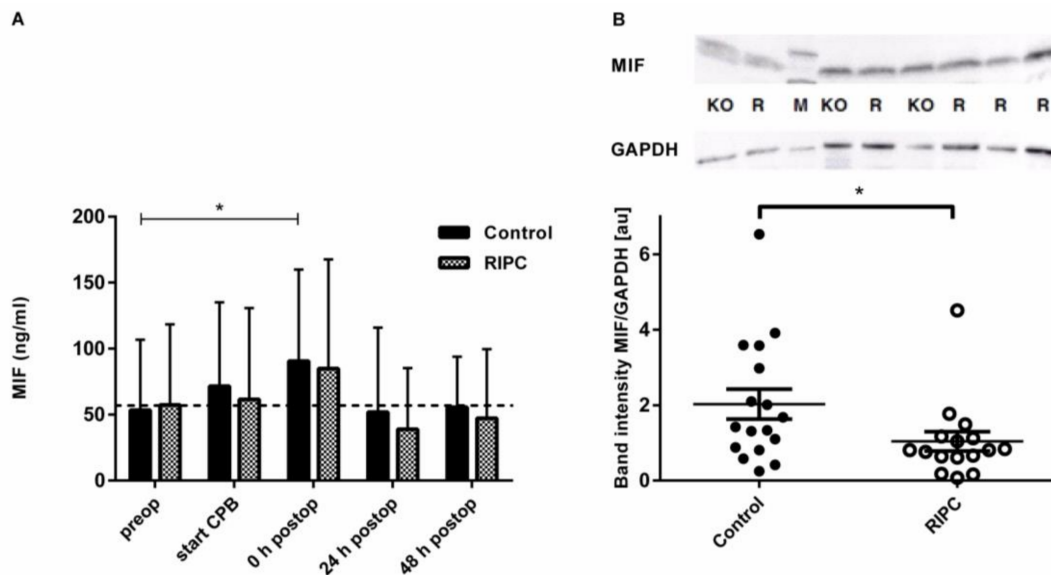 A
MIF (ng/ml)
200
150
100
50
0
*
Control
RIPC
preop
start CPB
0 h postop
24 h postop
48 h postop
B
MIF
KO R M KO R KO R R R
GAPDH
*
Band intensity MIF/GAPDH [au]
6
4
2
0
Control
RIPC